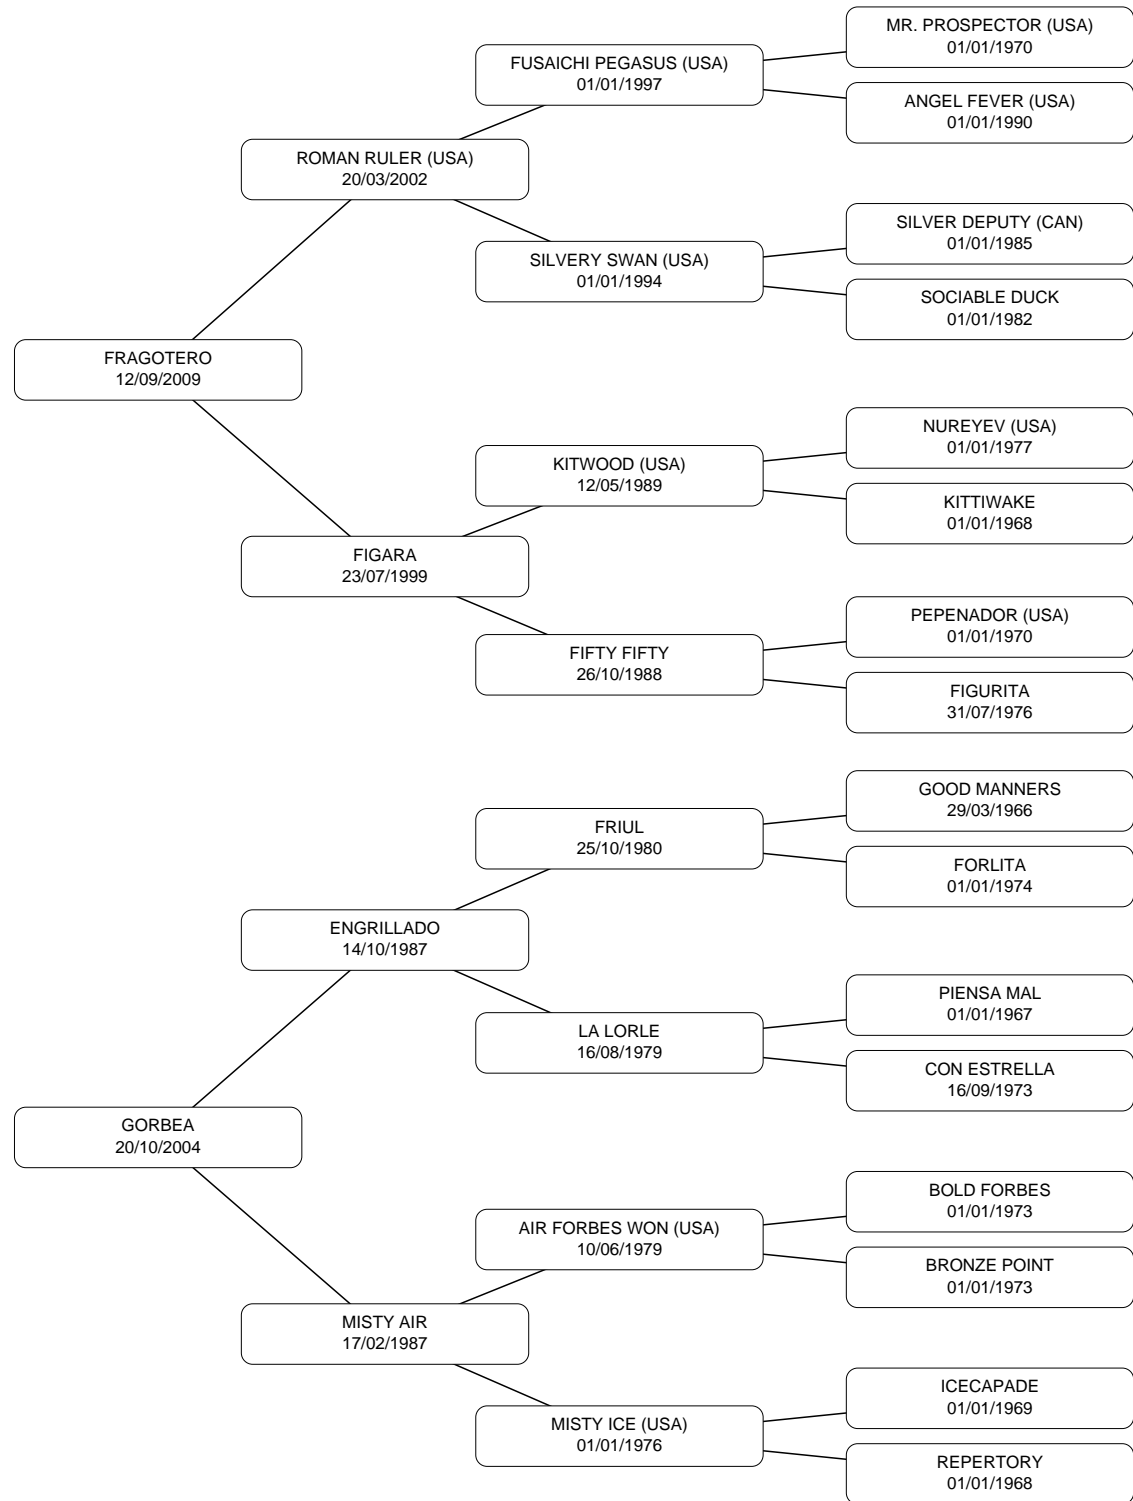 MR. PROSPECTOR (USA)
01/01/1970
FUSAICHI PEGASUS (USA)
01/01/1997
ANGEL FEVER (USA)
01/01/1990
ROMAN RULER (USA)
20/03/2002
SILVER DEPUTY (CAN)
01/01/1985
SILVERY SWAN (USA)
01/01/1994
SOCIABLE DUCK
01/01/1982
FRAGOTERO
12/09/2009
NUREYEV (USA)
01/01/1977
KITWOOD (USA)
12/05/1989
KITTIWAKE
01/01/1968
FIGARA
23/07/1999
PEPENADOR (USA)
01/01/1970
FIFTY FIFTY
26/10/1988
FIGURITA
31/07/1976
GOOD MANNERS
29/03/1966
FRIUL
25/10/1980
FORLITA
01/01/1974
ENGRILLADO
14/10/1987
PIENSA MAL
01/01/1967
LA LORLE
16/08/1979
CON ESTRELLA
16/09/1973
GORBEA
20/10/2004
BOLD FORBES
01/01/1973
AIR FORBES WON (USA)
10/06/1979
BRONZE POINT
01/01/1973
MISTY AIR
17/02/1987
ICECAPADE
01/01/1969
MISTY ICE (USA)
01/01/1976
REPERTORY
01/01/1968